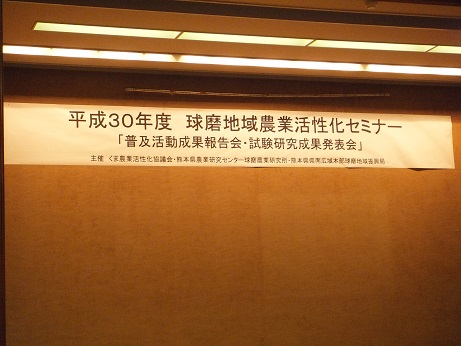 平成30年度 球磨地域農業活性化セミナー
「普及活動成果報告会・試験研究成果発表会」
主催 くま農業活性化協議会・熊本県農業研究センター球磨農業研究所・熊本県県南広域本部球磨地域振興局